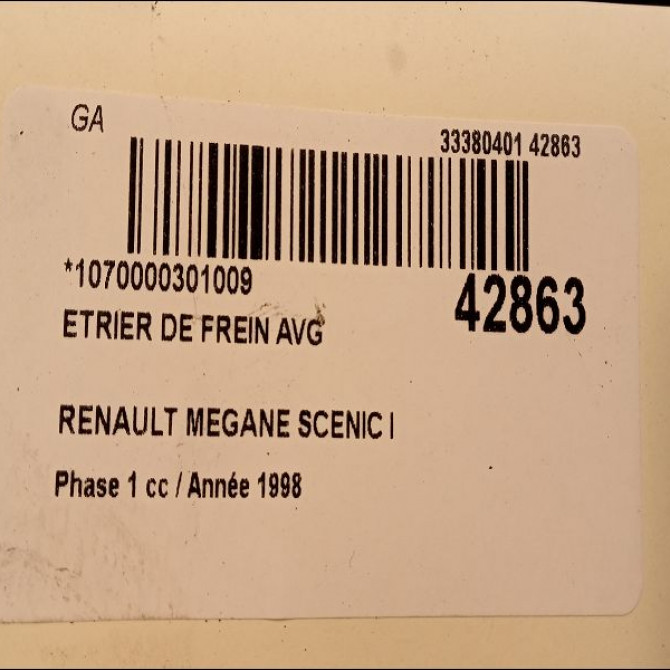 GA
33380401 42863
*1070000301009
42863
ETRIER DE FREIN AVG
RENAULT MEGANE SCENIC I
Phase 1 cc / Année 1998